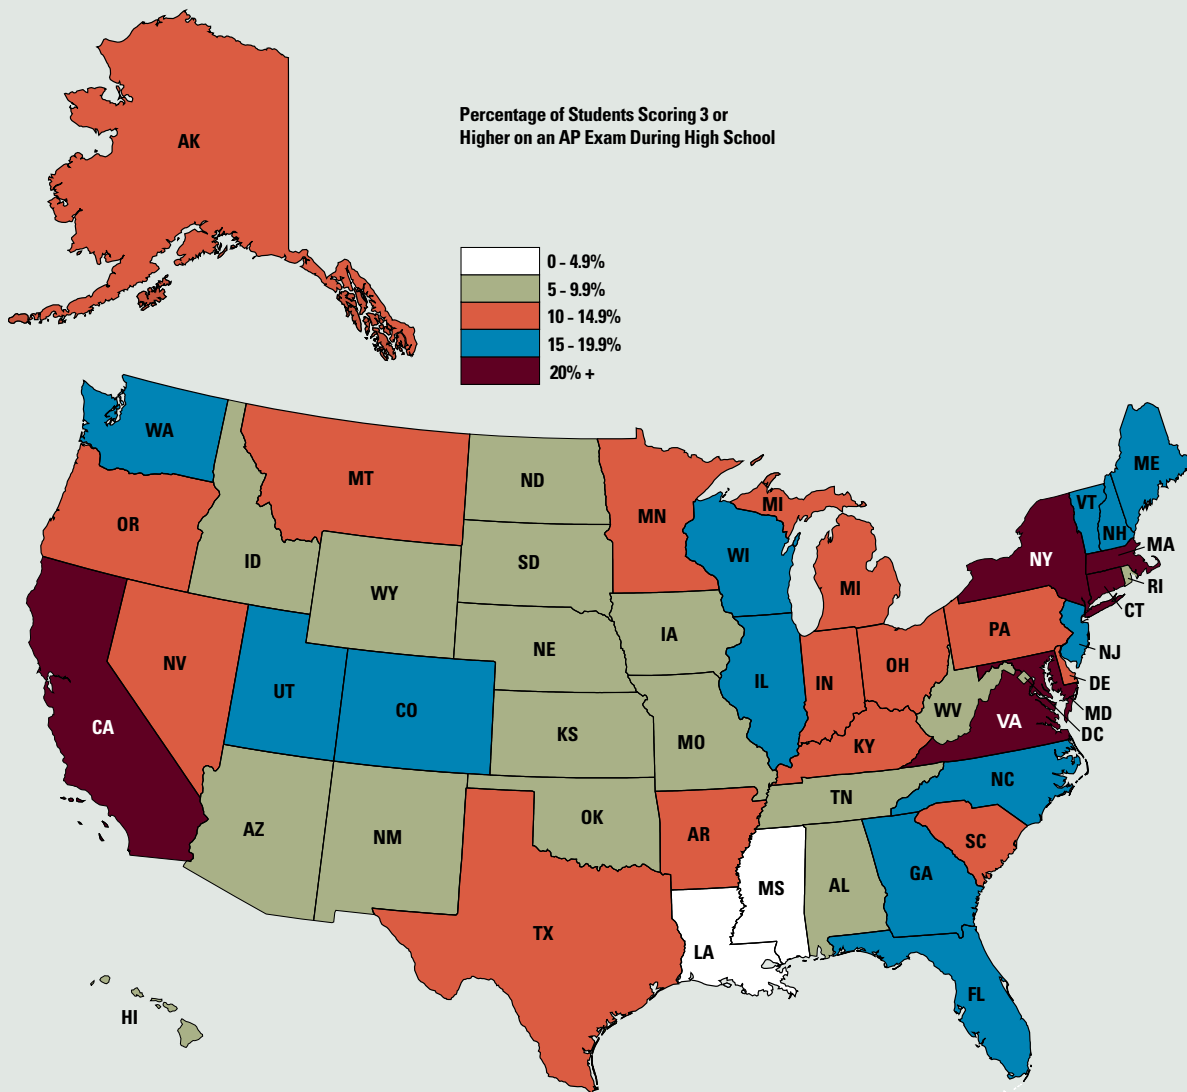 AK
Percentage of Students Scoring 3 or
Higher on an AP Exam During High School
0 – 4.9%
5 – 9.9%
10 – 14.9%
15 – 19.9%
20% +
WA
MT
ND
MN
MI
ME
VT
NH
MA
OR
ID
SD
WI
NY
RI
WY
MI
CT
IA
PA
NJ
NE
NV
UT
CO
IL
IN
OH
DE
WV
MD
CA
KS
MO
VA
DC
KY
NC
AZ
NM
OK
TN
AR
SC
MS
AL
GA
TX
LA
FL
HI